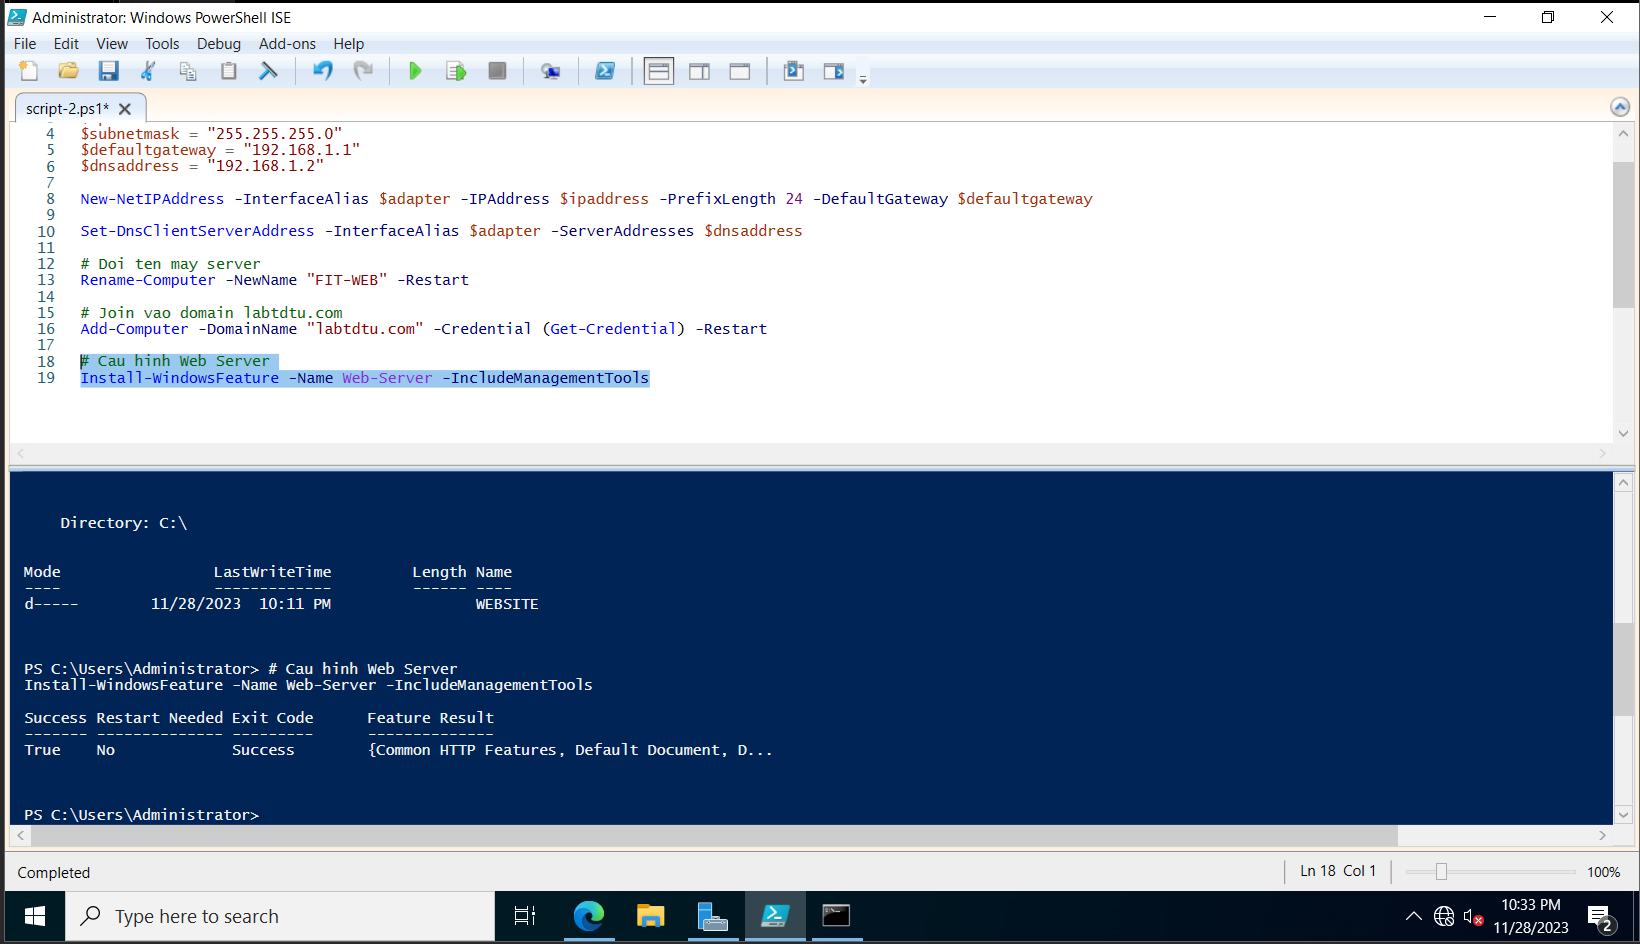 Administrator: Windows PowerShell ISE
File Edit View Tools Debug Add-ons Help
script-2.ps1*
4 $subnetmask = "255.255.255.0"
5 $defaultgateway = "192.168.1.1"
6 $dnsaddress = "192.168.1.2"
7
8 New-NetIPAddress -InterfaceAlias $adapter -IPAddress $ipaddress -PrefixLength 24 -DefaultGateway $defaultgateway
9
10 Set-DnsClientServerAddress -InterfaceAlias $adapter -ServerAddresses $dnsaddress
11
12 # Doi ten may server
13 Rename-Computer -NewName "FIT-WEB" -Restart
14
15 # Join vao domain labtdtu.com
16 Add-Computer -DomainName "labtdtu.com" -Credential (Get-Credential) -Restart
17
18 # Cau hinh Web Server
19 Install-WindowsFeature -Name Web-Server -IncludeManagementTools
Directory: C:\
Mode LastWriteTime Length Name
---- ------------- ------ ----
d----- 11/28/2023 10:11 PM WEBSITE
PS C:\Users\Administrator> # Cau hinh Web Server
Install-WindowsFeature -Name Web-Server -IncludeManagementTools
Success Restart Needed Exit Code Feature Result
------- -------------- --------- --------------
True No Success {Common HTTP Features, Default Document, D...
PS C:\Users\Administrator>
Completed Ln 18 Col 1 100%
Type here to search 10:33 PM
11/28/2023 2